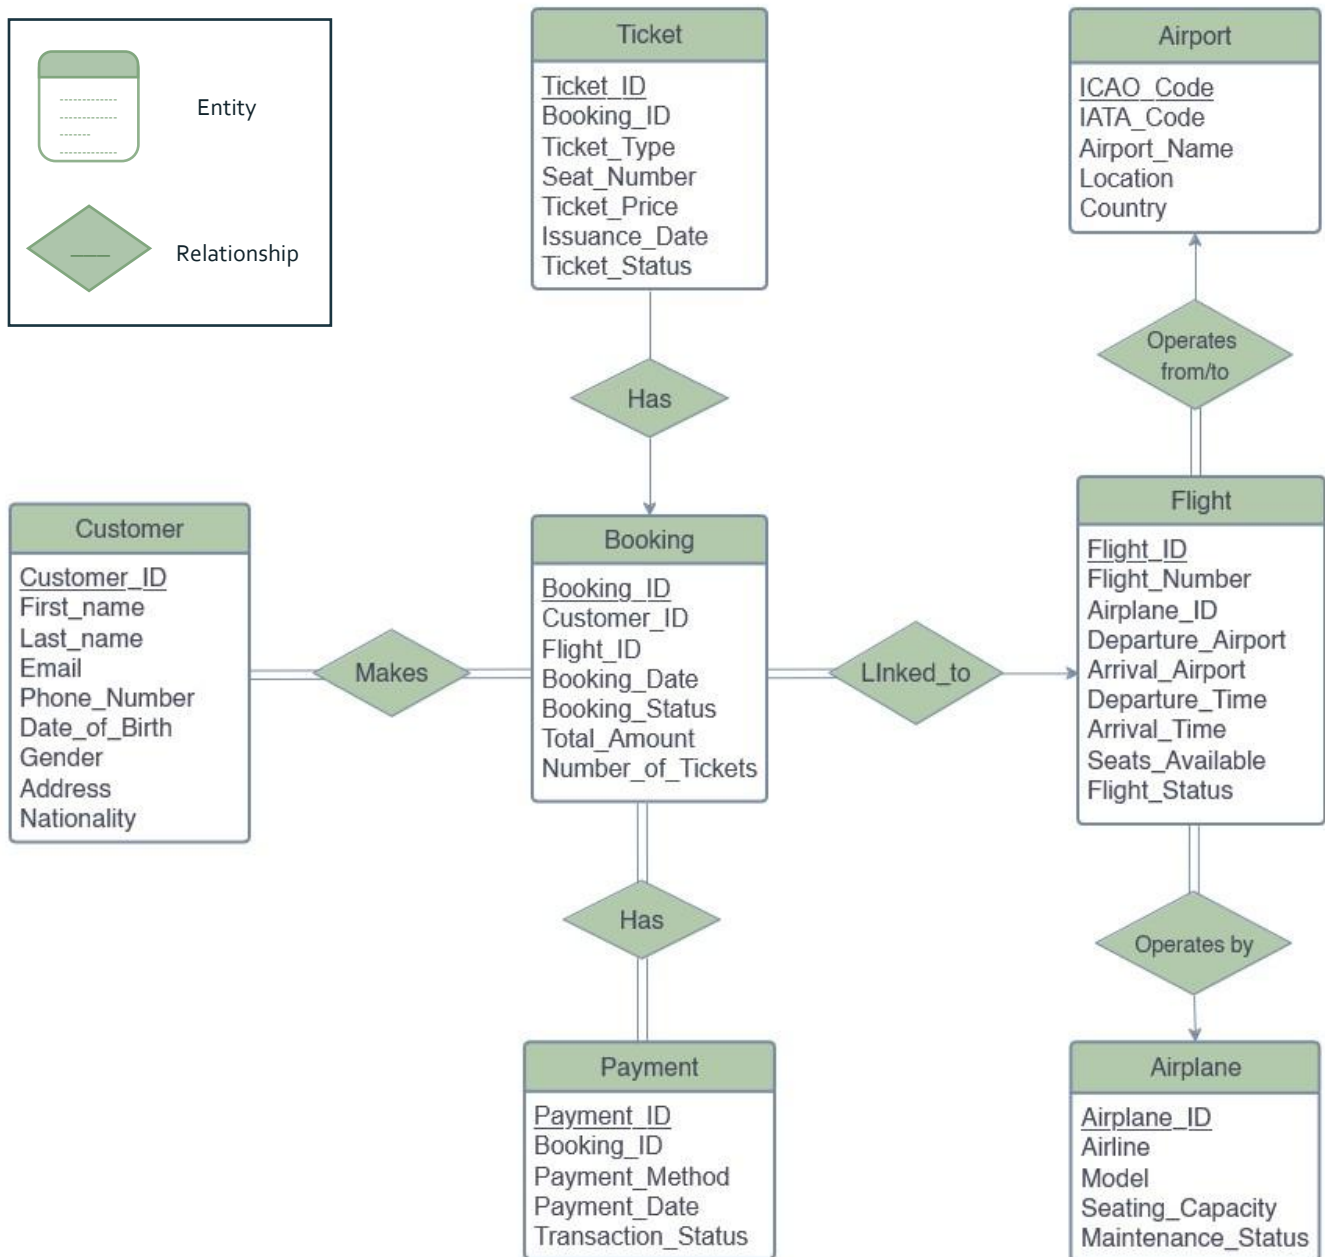 Entity
Relationship
Ticket
Ticket_ID
Booking_ID
Ticket_Type
Seat_Number
Ticket_Price
Issuance_Date
Ticket_Status
Airport
ICAO_Code
IATA_Code
Airport_Name
Location
Country
Has
Operates
from/to
Customer
Customer_ID
First_name
Last_name
Email
Phone_Number
Date_of_Birth
Gender
Address
Nationality
Makes
Booking
Booking_ID
Customer_ID
Flight_ID
Booking_Date
Booking_Status
Total_Amount
Number_of_Tickets
LInked_to
Flight
Flight_ID
Flight_Number
Airplane_ID
Departure_Airport
Arrival_Airport
Departure_Time
Arrival_Time
Seats_Available
Flight_Status
Has
Operates by
Payment
Payment_ID
Booking_ID
Payment_Method
Payment_Date
Transaction_Status
Airplane
Airplane_ID
Airline
Model
Seating_Capacity
Maintenance_Status